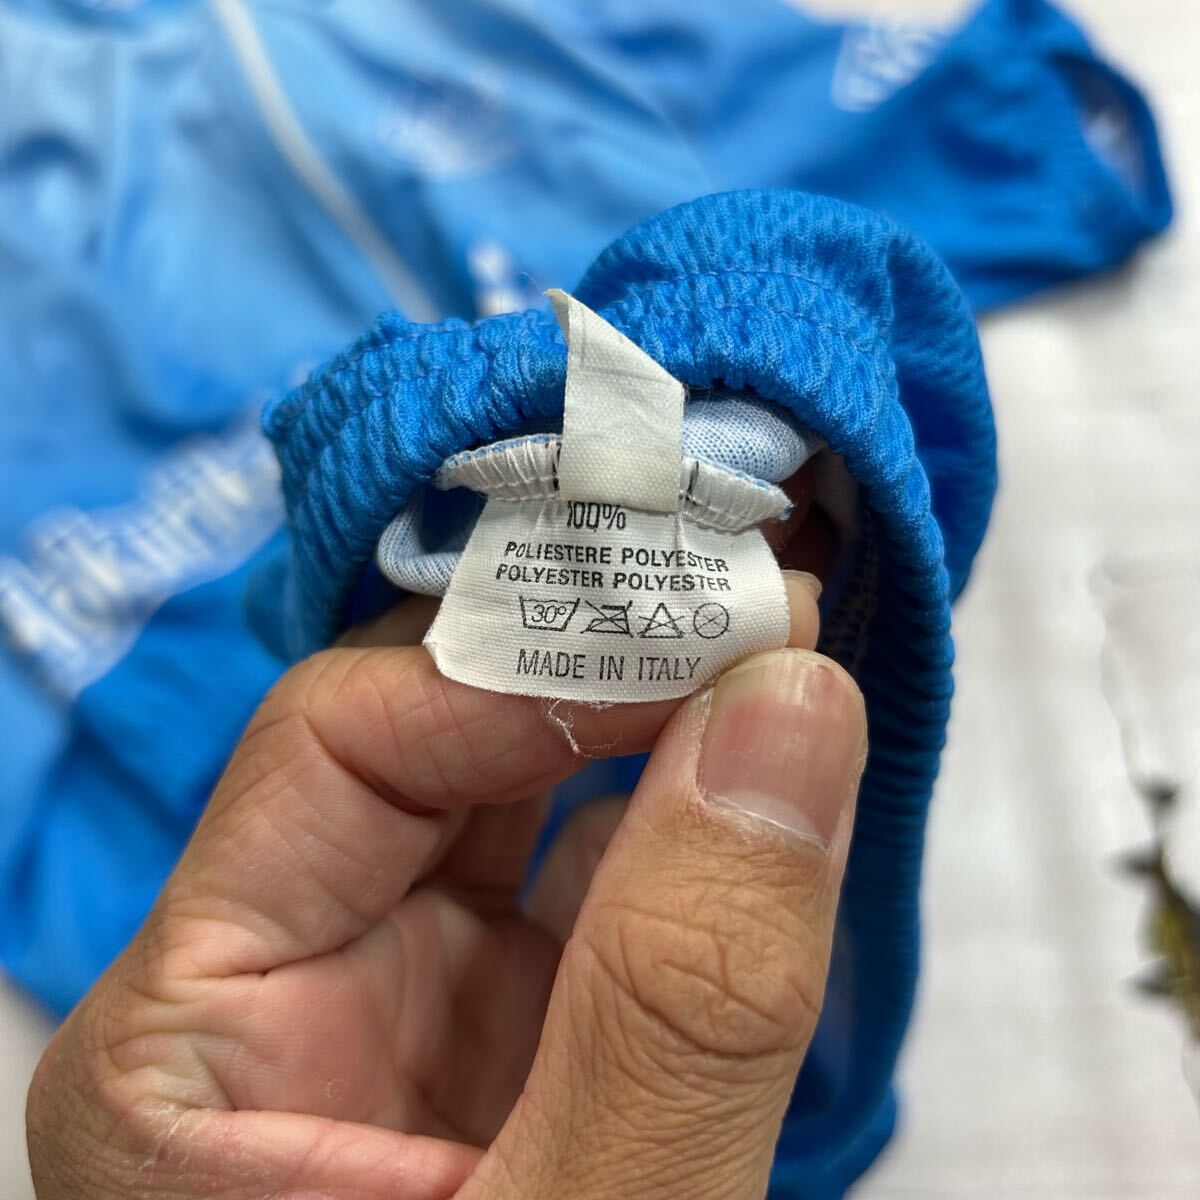 100%
POLIESTERE POLYESTER
POLYESTER POLYESTER
30°
MADE IN ITALY